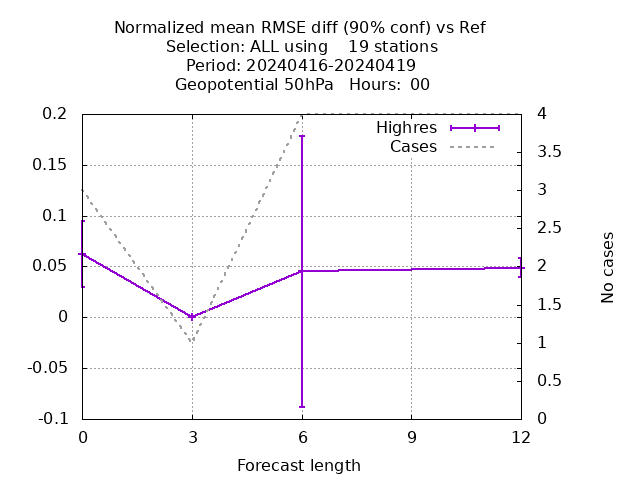 Normalized mean RMSE diff (90% conf) vs Ref
Selection: ALL using    19 stations
Period: 20240416-20240419
Geopotential 50hPa   Hours: 00
Highres
Cases
0.2
0.15
0.1
0.05
0
-0.05
-0.1
4
3.5
3
2.5
2
1.5
1
0.5
0
No cases
0 3 6 9 12
Forecast length